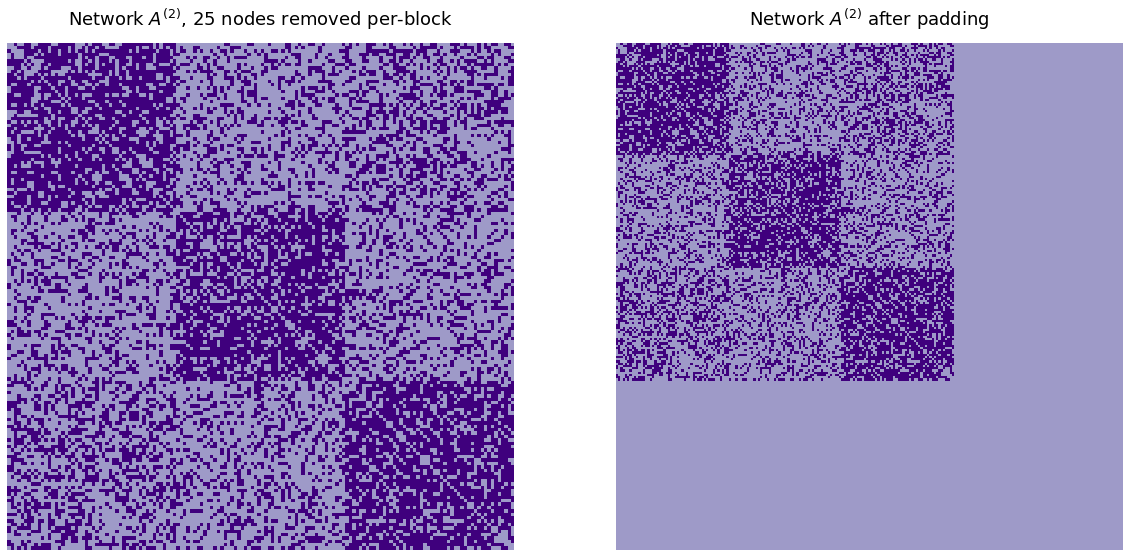 Network A^(2), 25 nodes removed per-block
Network A^(2) after padding